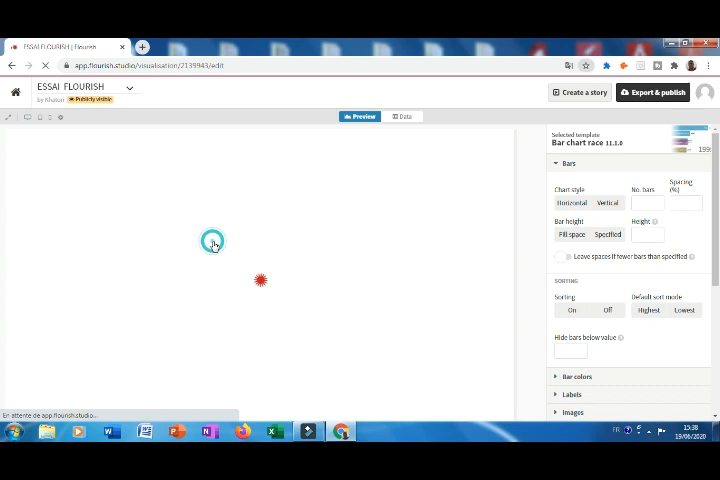 ESSAI FLOURISH | Flourish
app.flourish.studio/visualisation/2139943/edit
ESSAI FLOURISH
by Khatori
Publicly visible
Create a story
Export & publish
Preview
Data
Selected template
Bar chart race 11.1.0
1995
Bars
Chart style
No. bars
Spacing (%)
Horizontal
Vertical
Bar height
Height
Fill space
Specified
Leave spaces if fewer bars than specified
SORTING
Sorting
Default sort mode
On
Off
Highest
Lowest
Hide bars below value
Bar colors
Labels
Images
En attente de app.flourish.studio...
FR
15:38
19/06/2020